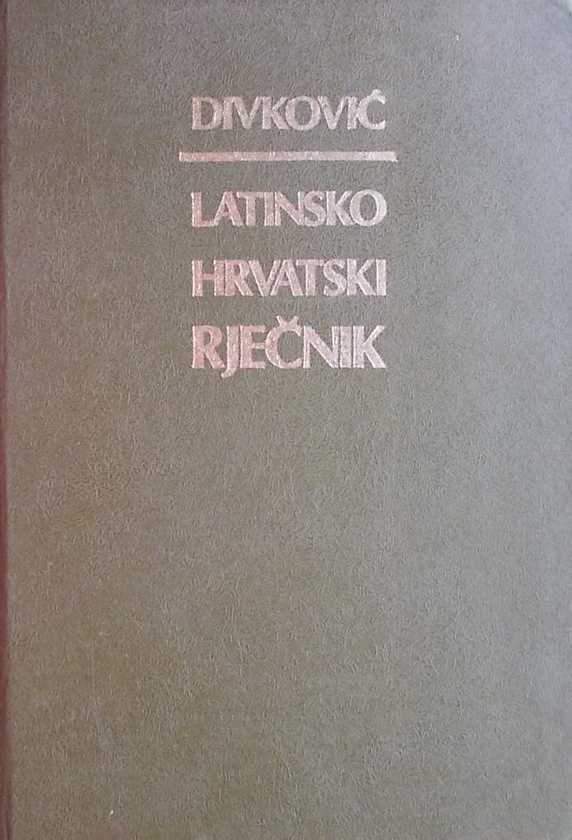 DIVKOVIĆ
LATINSKO
HRVATSKI
RJEČNIK